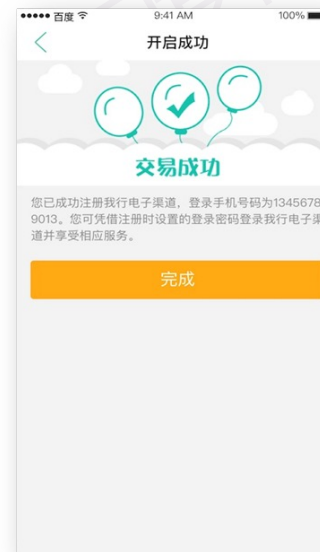 ●●●●● 百度 9:41 AM 100%
开启成功
交易成功
您已成功注册我行电子渠道，登录手机号码为1345678
9013。您可凭借注册时设置的登录密码登录我行电子渠
道并享受相应服务。
完成